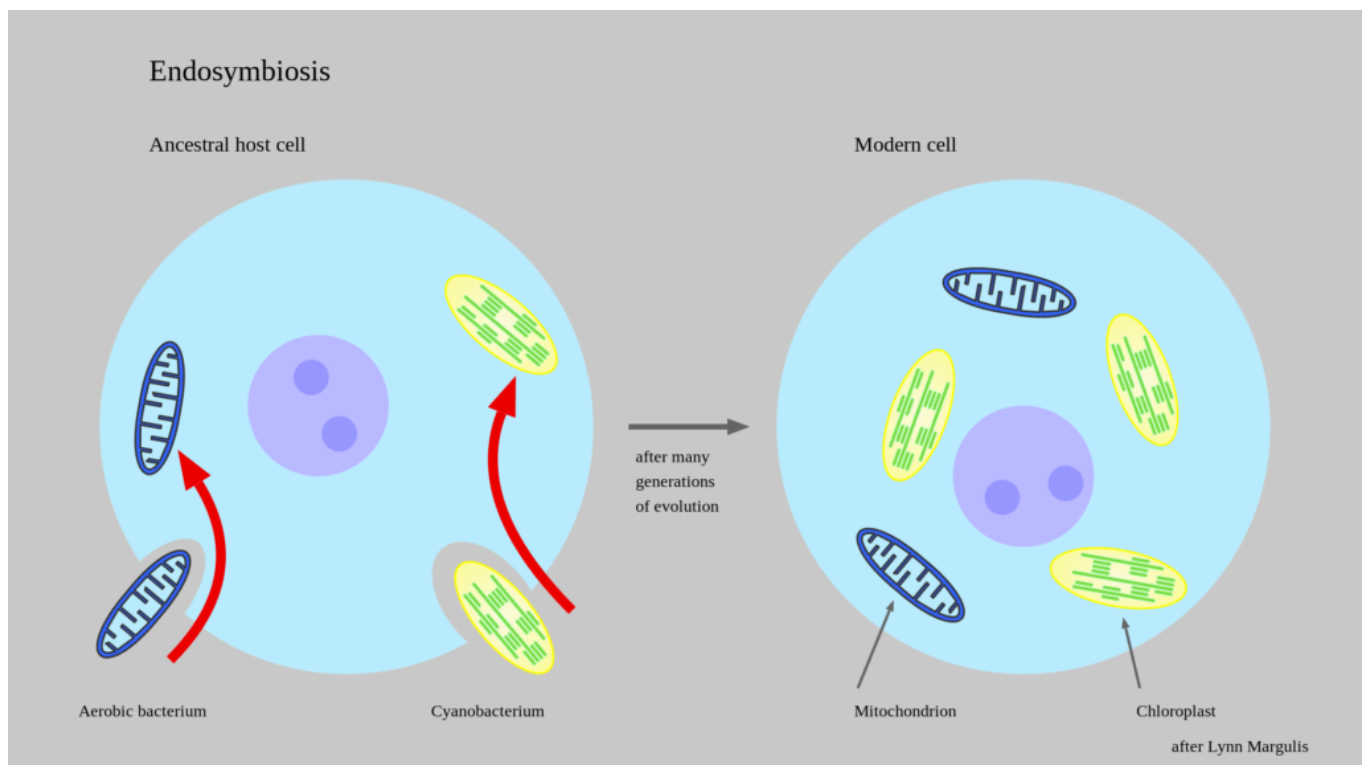 Endosymbiosis
Ancestral host cell
Modern cell
after many
generations
of evolution
Aerobic bacterium
Cyanobacterium
Mitochondrion
Chloroplast
after Lynn Margulis